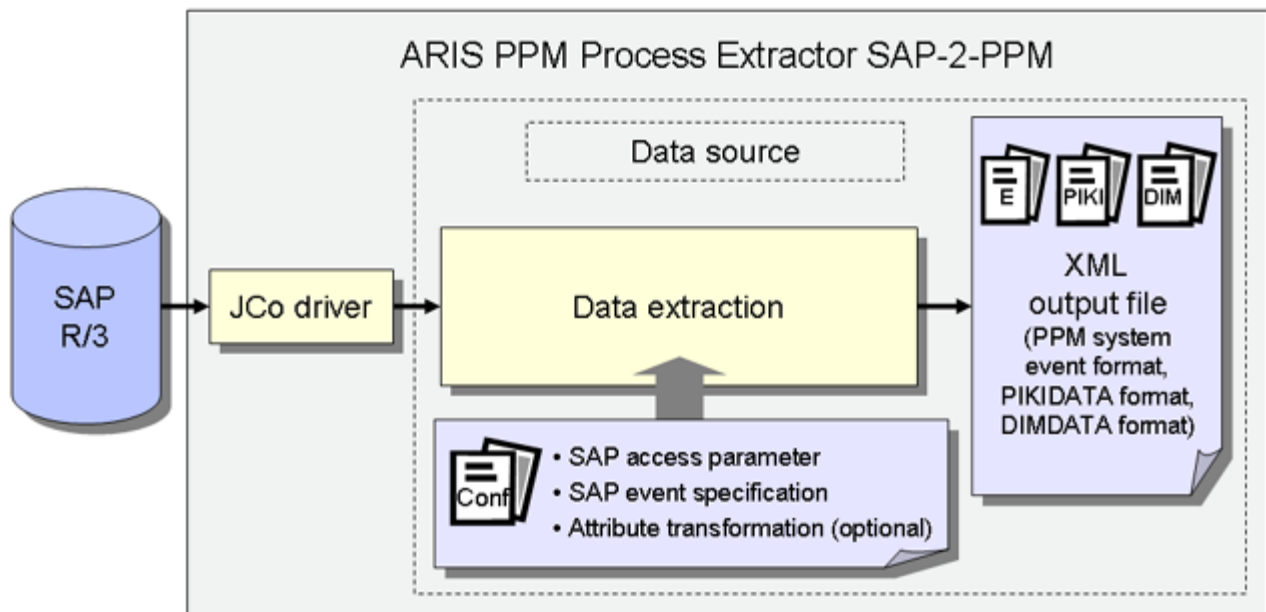 ARIS PPM Process Extractor SAP-2-PPM
Data source
E
PIKI
DIM
SAP
R/3
JCo driver
Data extraction
XML
output file
(PPM system
event format,
PIKIDATA format,
DIMDATA format)
Conf
• SAP access parameter
• SAP event specification
• Attribute transformation (optional)